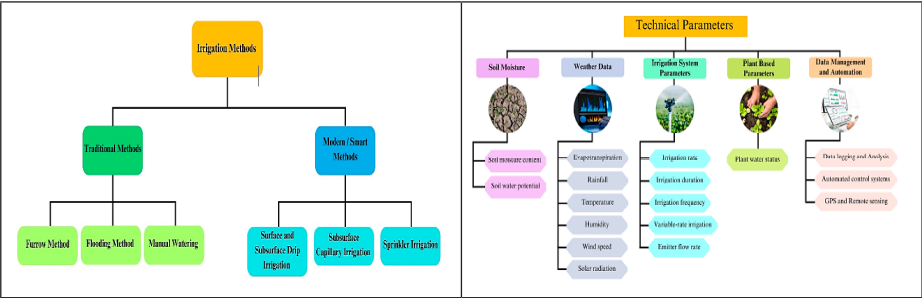 Irrigation Methods
Traditional Methods
Modern / Smart
Methods
Furrow Method
Flooding Method
Manual Watering
Surface and
Subsurface Drip
Irrigation
Subsurface
Capillary Irrigation
Sprinkler Irrigation
Technical Parameters
Soil Moisture
Weather Data
Irrigation System
Parameters
Plant Based
Parameters
Data Management
and Automation
Soil moisture content
Soil water potential
Evapotranspiration
Rainfall
Temperature
Humidity
Wind speed
Solar radiation
Irrigation rate
Irrigation duration
Irrigation frequency
Variable-rate irrigation
Emitter flow rate
Plant water status
Data logging and Analysis
Automated control systems
GPS and Remote sensing